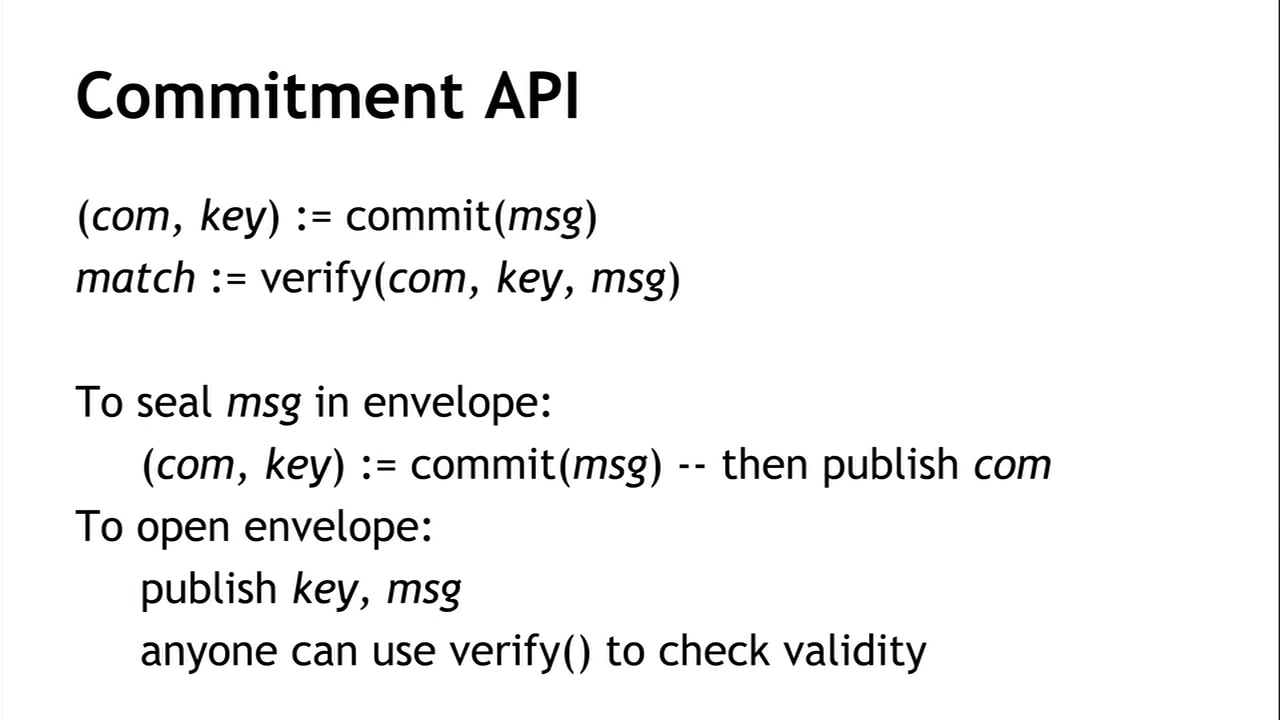 Commitment API
(com, key) := commit(msg)
match := verify(com, key, msg)
To seal msg in envelope:
(com, key) := commit(msg) -- then publish com
To open envelope:
publish key, msg
anyone can use verify() to check validity